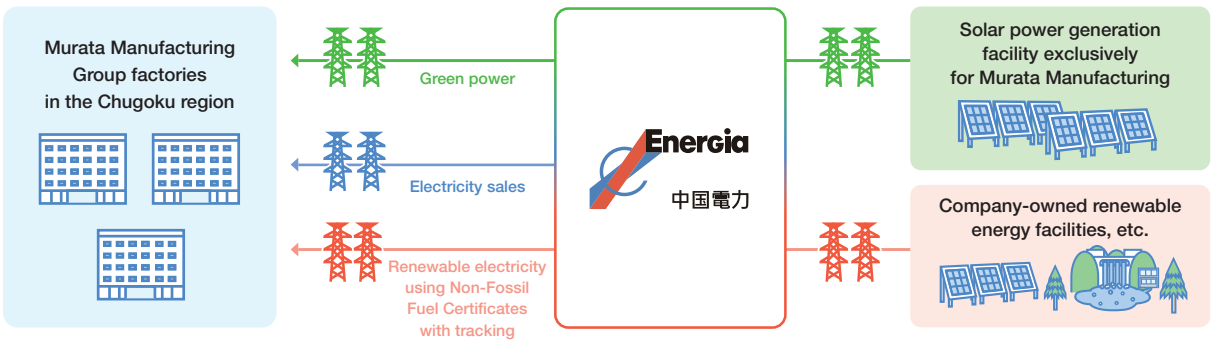 Murata Manufacturing
Group factories
in the Chugoku region
Green power
Electricity sales
Renewable electricity
using Non-Fossil
Fuel Certificates
with tracking
Energia
中国電力
Solar power generation
facility exclusively
for Murata Manufacturing
Company-owned renewable
energy facilities, etc.